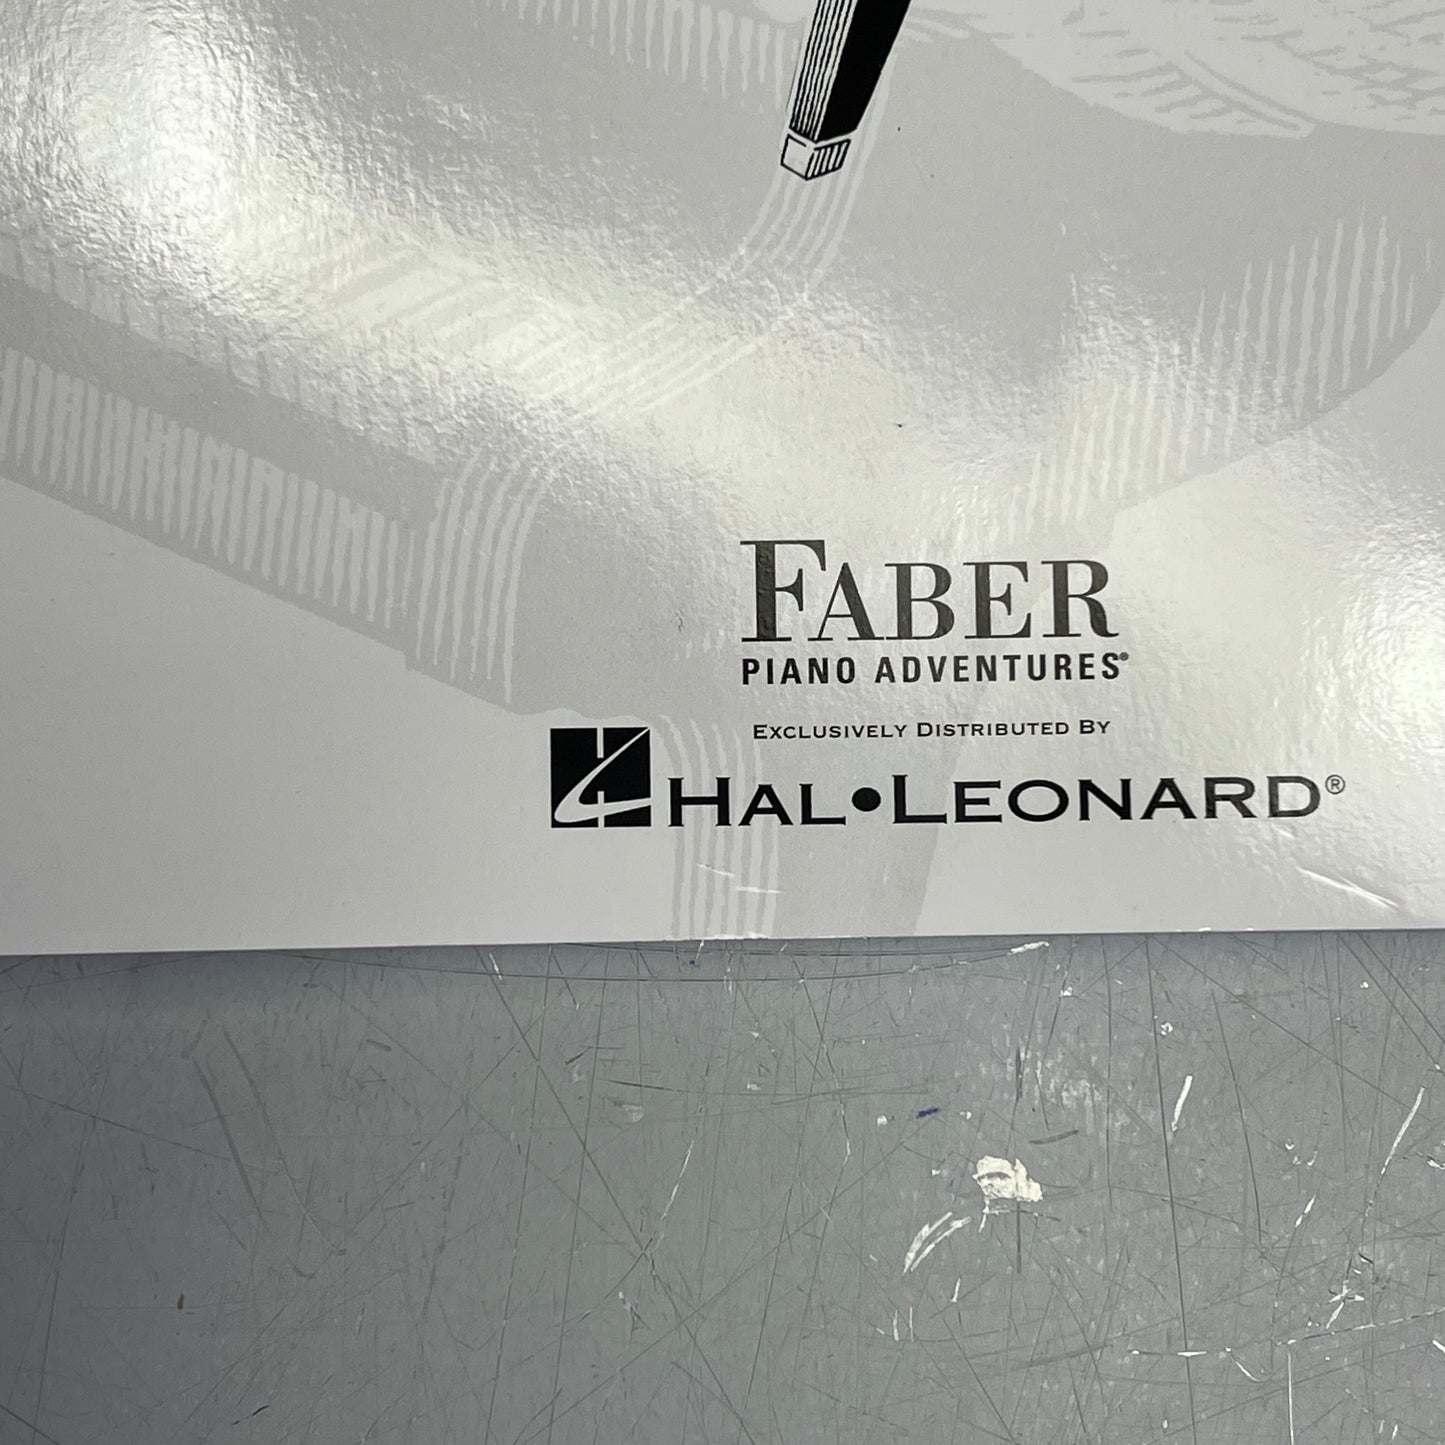 FABER
PIANO ADVENTURES®
EXCLUSIVELY DISTRIBUTED BY
HAL•LEONARD®